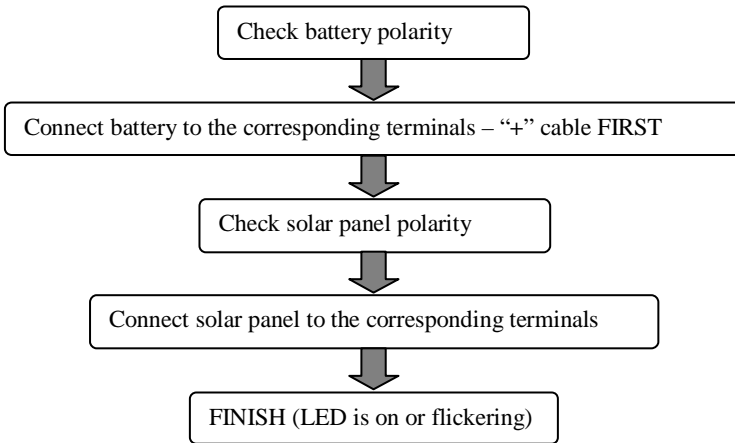 Check battery polarity
Connect battery to the corresponding terminals – “+” cable FIRST
Check solar panel polarity
Connect solar panel to the corresponding terminals
FINISH (LED is on or flickering)